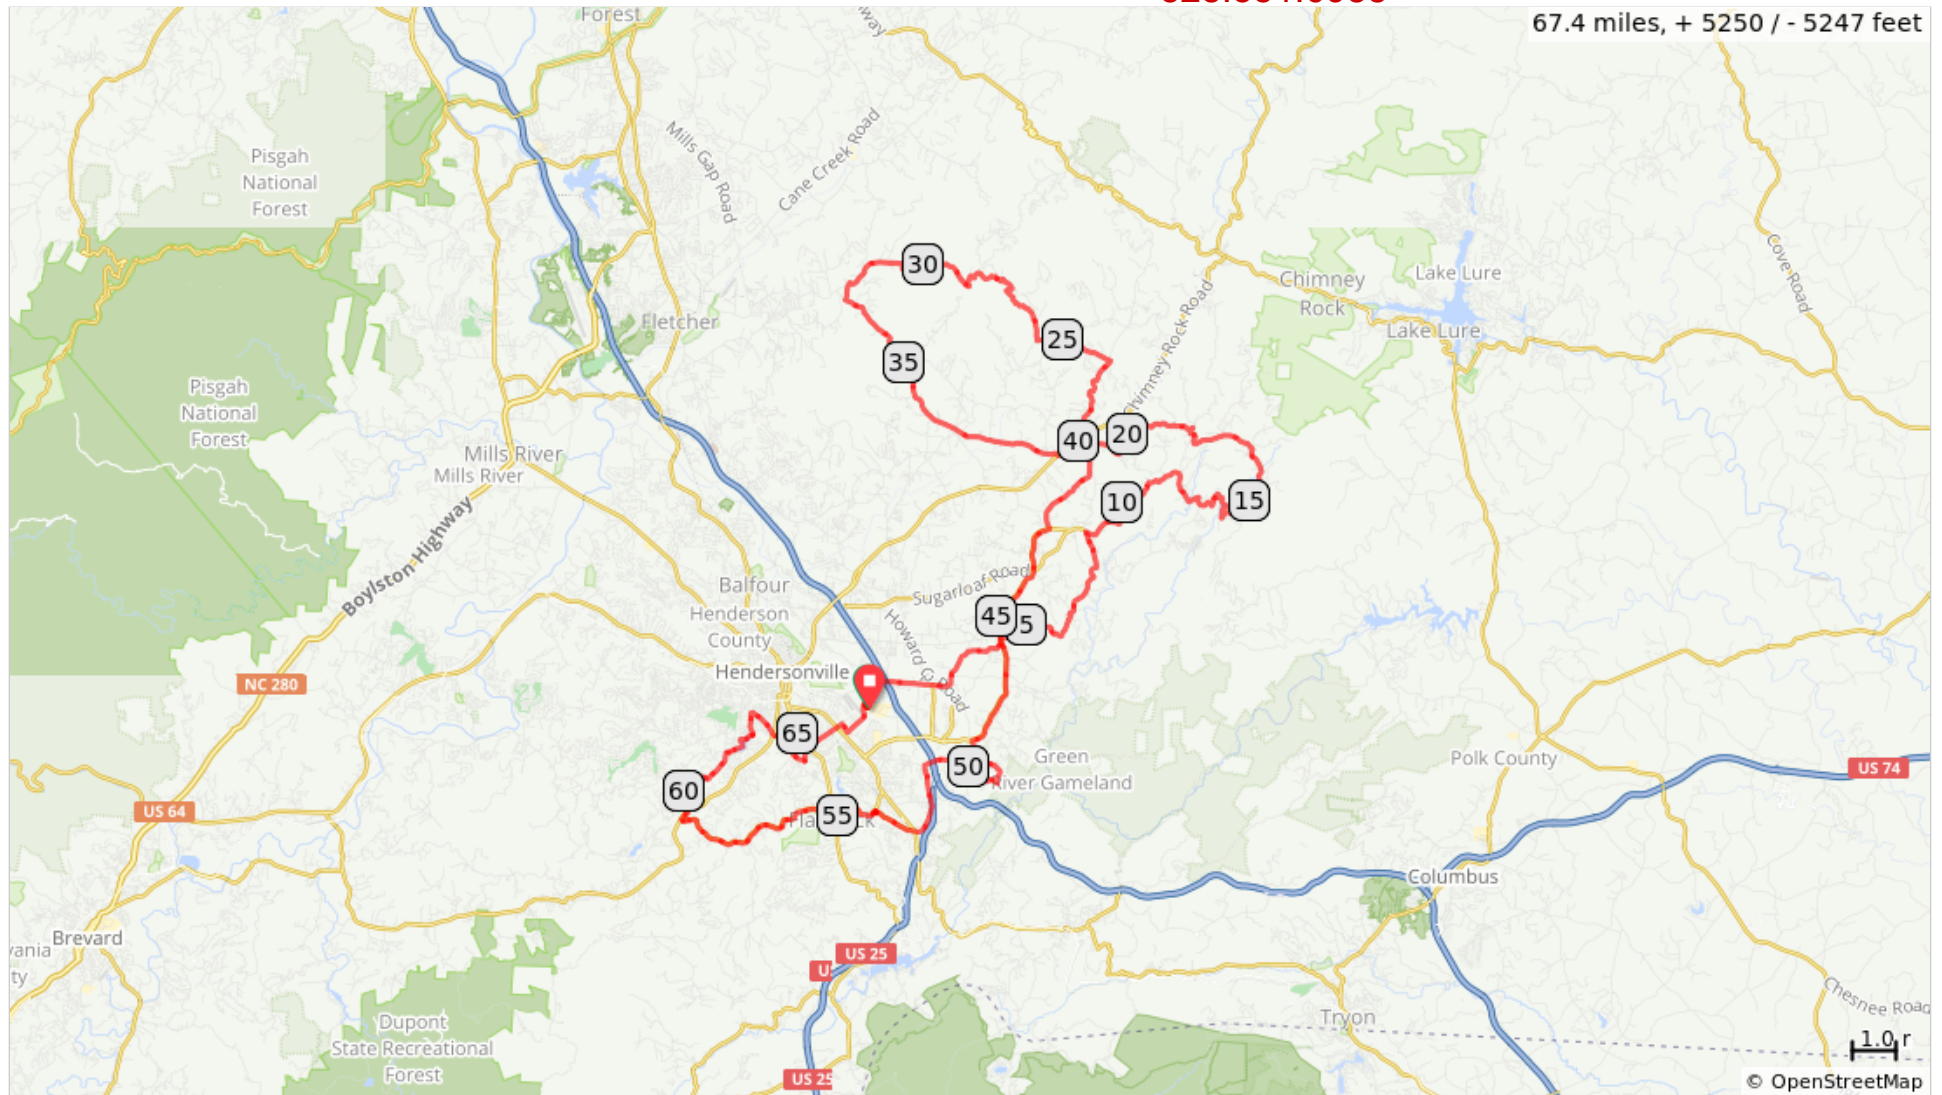 67.4 miles, + 5250 / - 5247 feet
Forest
Mills Gap Road
Cane Creek Road
Pisgah
National
Forest
Cove Road
Chimney
Rock
Lake Lure
Lake Lure
Chimney Rock Road
Fletcher
30
25
35
Pisgah
National
Forest
40
20
Mills River
Mills River
10
15
Boylston Highway
Sugarloaf Road
Balfour
Henderson
County
45
5
Howard
Road
Hendersonville
NC 280
65
50
Green
River Gameland
Polk County
US 74
60
US 64
55
Columbus
Brevard
US 25
Dupont
State Recreational
Forest
Chesnee Road
Tryon
1.0
US 25
© OpenStreetMap